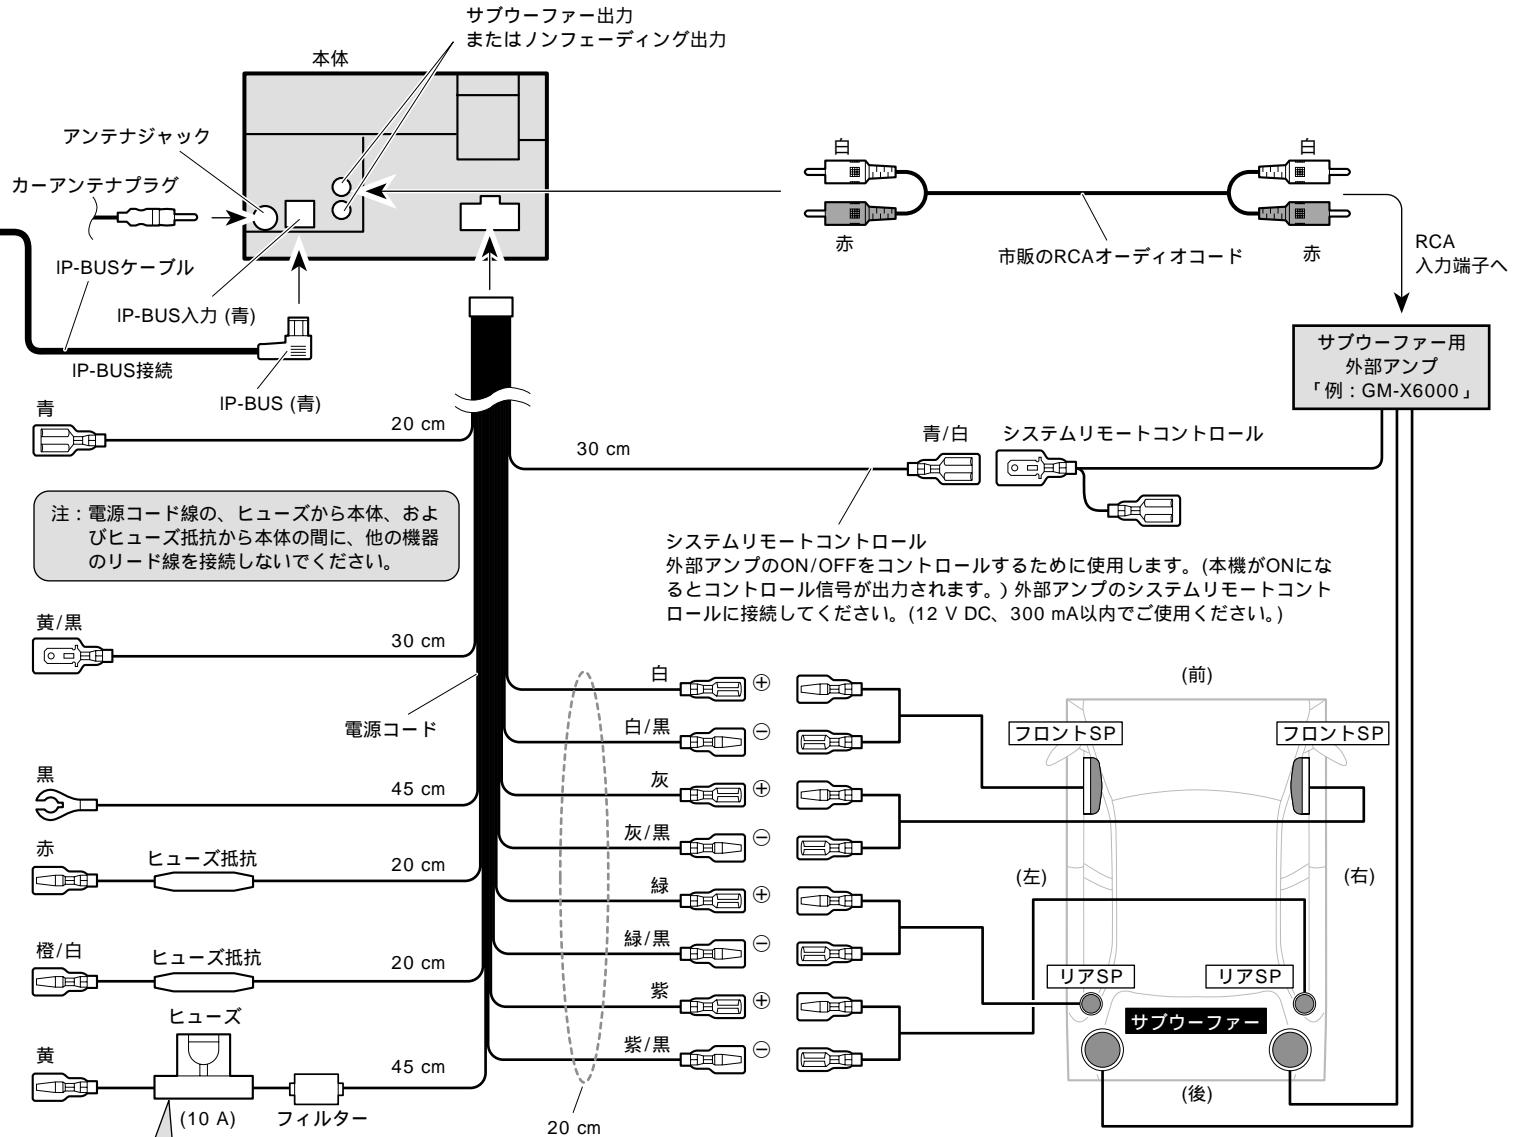 サブウーファー出力
またはノンフェーディング出力
本体
アンテナジャック
カーアンテナプラグ
IP-BUSケーブル
IP-BUS入力 (青)
IP-BUS接続
IP-BUS (青)
白
赤
白
赤
市販のRCAオーディオコード
RCA
入力端子へ
サブウーファー用
外部アンプ
「例：GM-X6000」
青
20 cm
30 cm
青/白
システムリモートコントロール
注：電源コード線の、ヒューズから本体、およ
びヒューズ抵抗から本体の間に、他の機器
のリード線を接続しないでください。
システムリモートコントロール
外部アンプのON/OFFをコントロールするために使用します。(本機がONにな
るとコントロール信号が出力されます。) 外部アンプのシステムリモートコント
ロールに接続してください。(12 V DC、300 mA以内でご使用ください。)
黄/黒
30 cm
電源コード
黒
45 cm
赤
ヒューズ抵抗
20 cm
橙/白
ヒューズ抵抗
20 cm
ヒューズ
黄
(10 A)
フィルター
45 cm
白
⊕
白/黒
⊖
灰
⊕
灰/黒
⊖
緑
⊕
緑/黒
⊖
紫
⊕
紫/黒
⊖
20 cm
(前)
フロントSP
フロントSP
(左)
(右)
リアSP
リアSP
サブウーファー
(後)